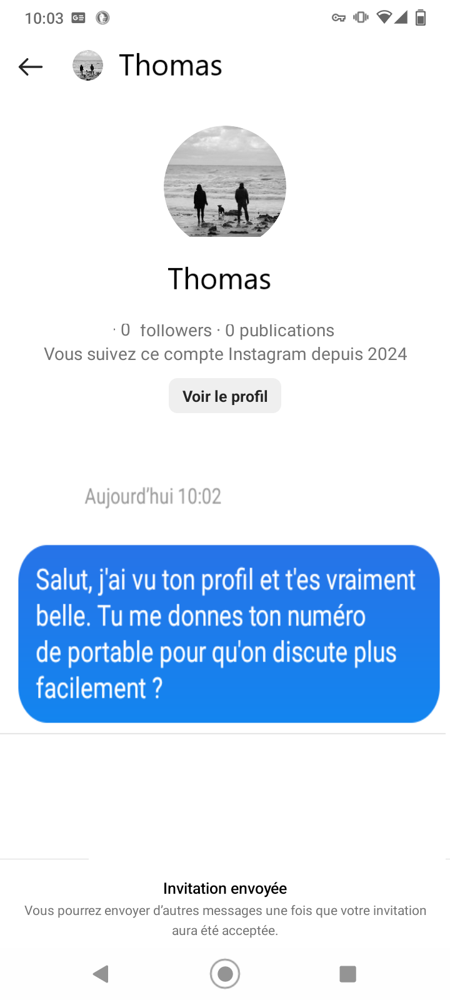 10:03
GE
Thomas
Thomas
· 0 followers · 0 publications
Vous suivez ce compte Instagram depuis 2024
Voir le profil
Aujourd'hui 10:02
Salut, j'ai vu ton profil et t'es vraiment
belle. Tu me donnes ton numéro
de portable pour qu'on discute plus
facilement ?
Invitation envoyée
Vous pourrez envoyer d’autres messages une fois que votre invitation
aura été acceptée.